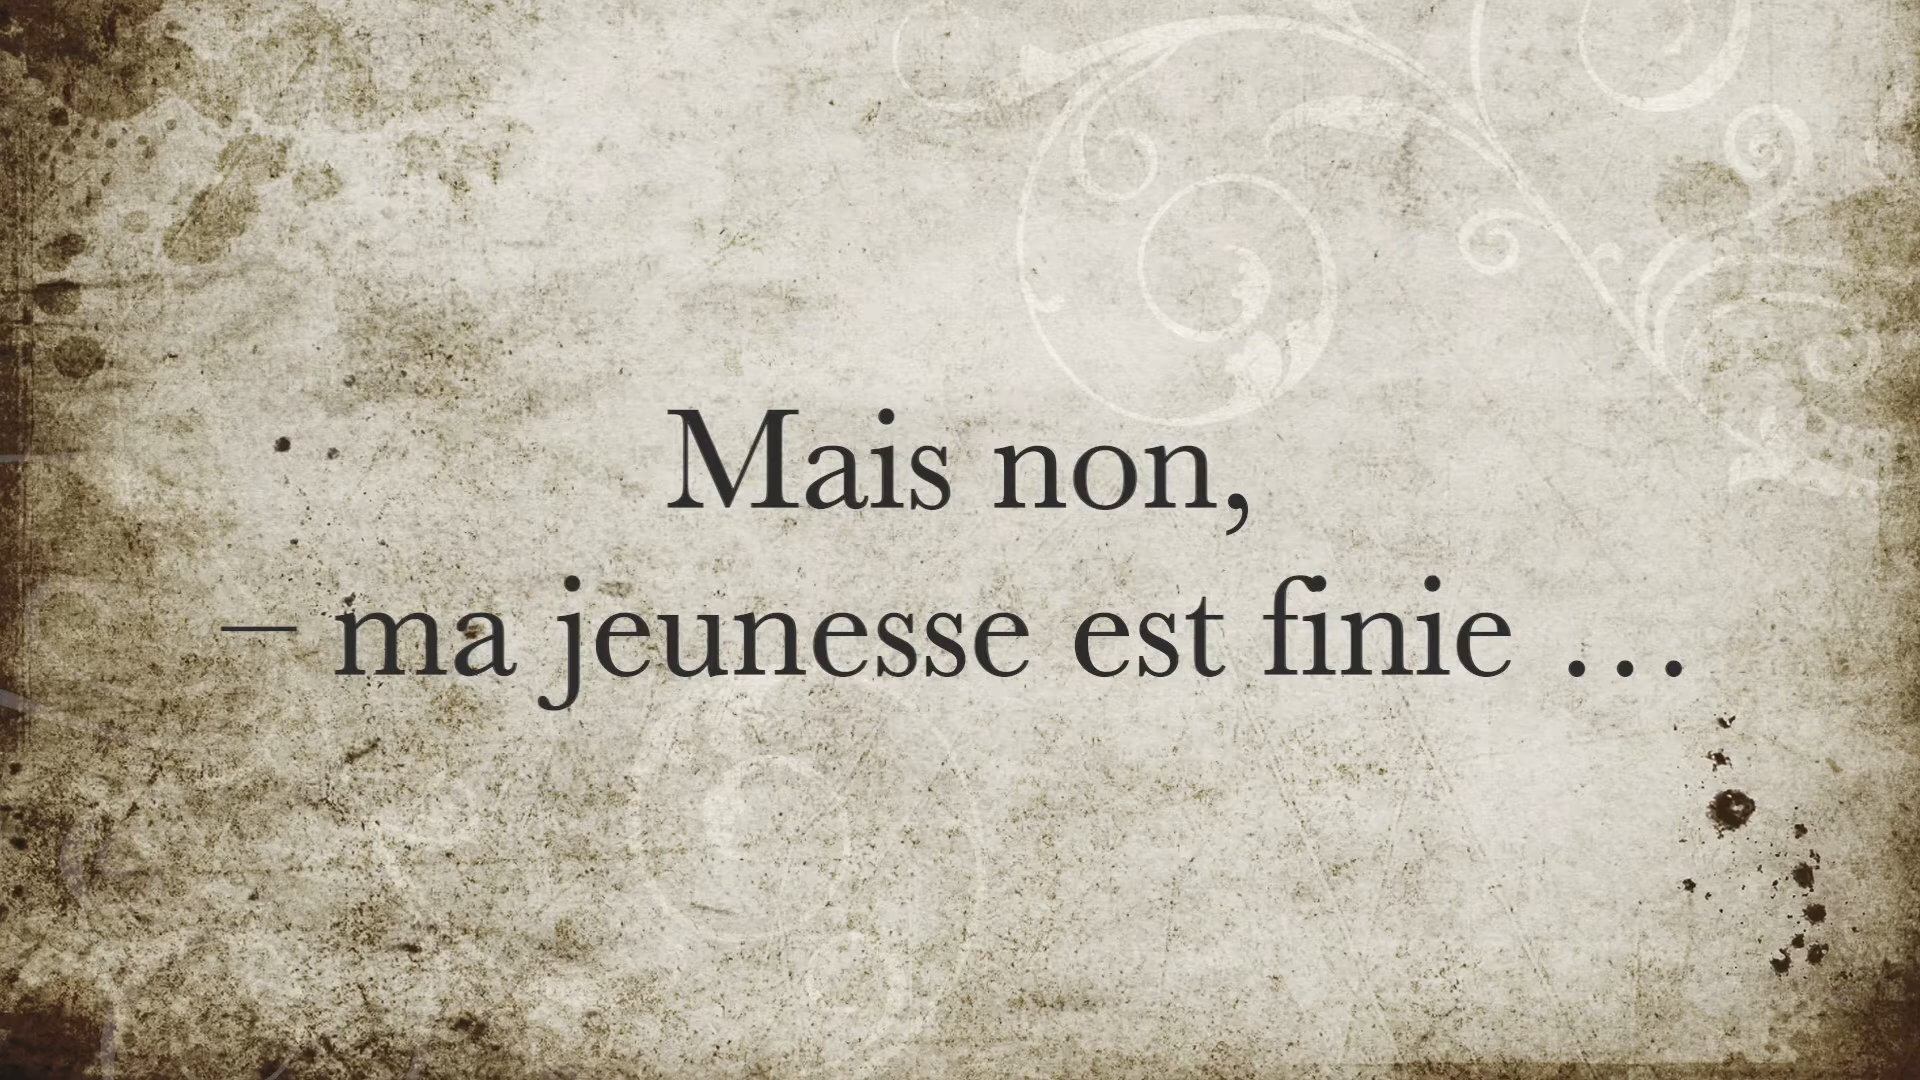 Mais non,
– ma jeunesse est finie …